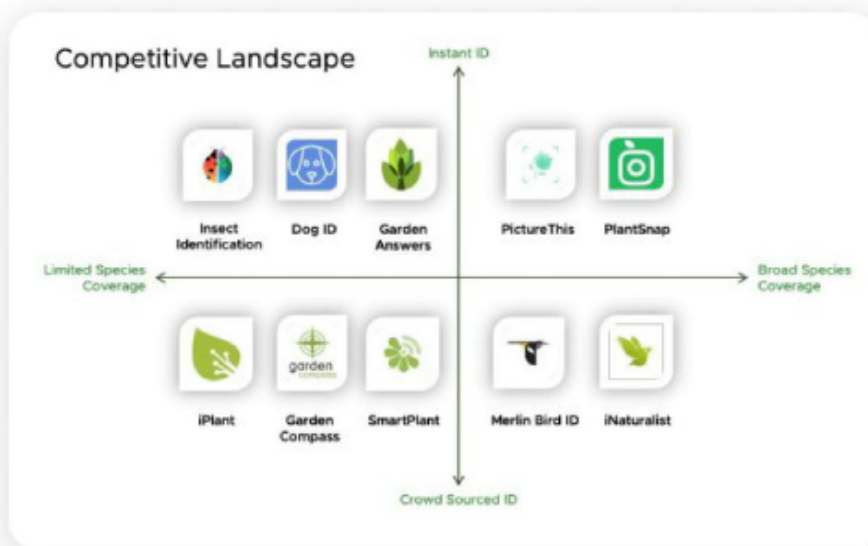 Competitive Landscape
Instant ID
Insect
Identification
Dog ID
Garden
Answers
PictureThis
PlantSnap
Limited Species
Coverage
Broad Species
Coverage
garden
compass
iPlant
Garden
Compass
SmartPlant
Merlin Bird ID
iNaturalist
Crowd Sourced ID